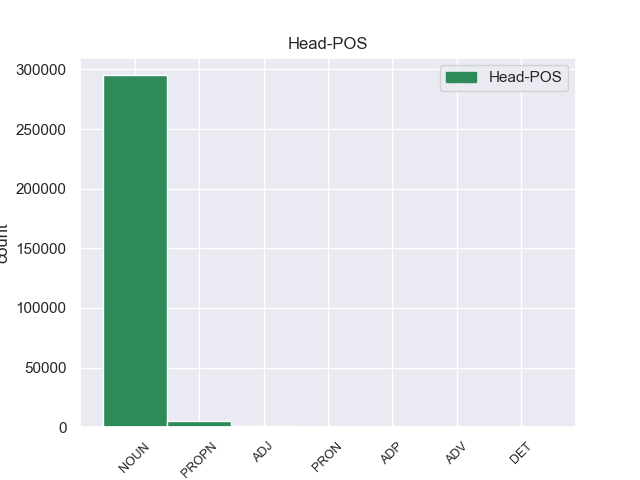 Head-POS
Head-POS
300000
250000
200000
150000
100000
50000
0
count
NOUN
PROPN
ADJ
PRON
ADP
ADV
DET